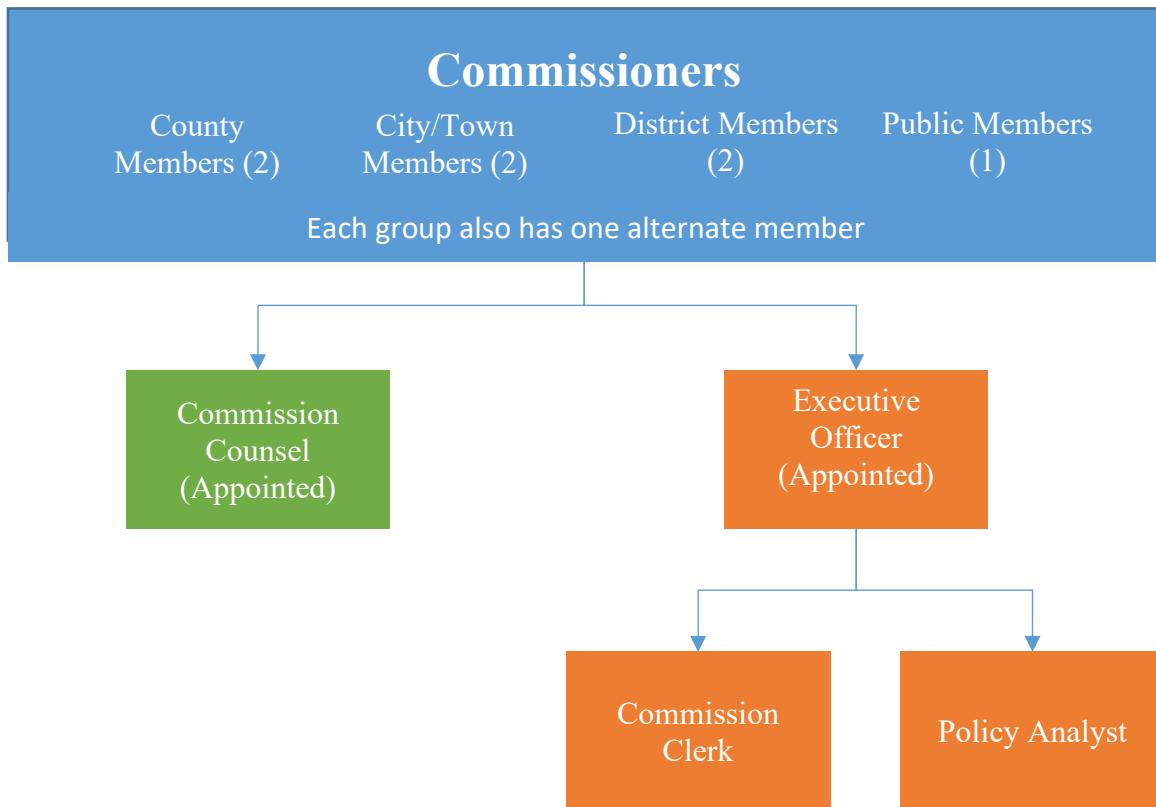 Commissioners
County
Members (2)
City/Town
Members (2)
District Members
(2)
Public Members
(1)
Each group also has one alternate member
Commission
Counsel
(Appointed)
Executive
Officer
(Appointed)
Commission
Clerk
Policy Analyst